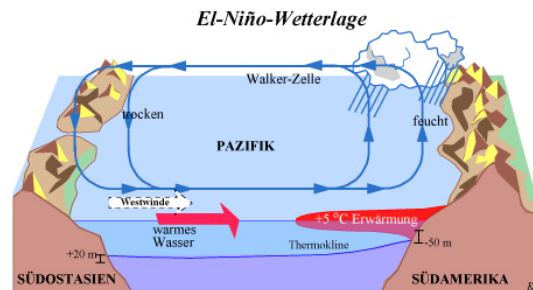 El-Niño-Wetterlage
Walker-Zelle
trocken
feucht
PAZIFIK
Westwinde
+5 °C Erwärmung
warmes
Wasser
Thermokline
-50 m
+20 m
SÜDOSTASIEN
SÜDAMERIKA